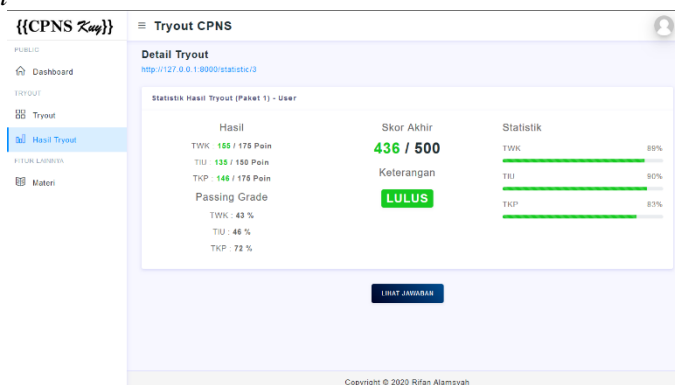 {{CPNS Kuy}}
PUBLIC
Dashboard
TRYOUT
Tryout
Hasil Tryout
FITUR LAINNYA
Materi
≡ Tryout CPNS
Detail Tryout
http://127.0.0.1:8000/statistic/3
Statistik Hasil Tryout (Paket 1) - User
Hasil
TWK : 155 / 175 Poin
TIU : 135 / 150 Poin
TKP : 146 / 175 Poin
Passing Grade
TWK : 43 %
TIU : 46 %
TKP : 72 %
Skor Akhir
436 / 500
Keterangan
LULUS
Statistik
TWK 89%
TIU 90%
TKP 83%
LIHAT JAWABAN
Copyright © 2020 Rifan Alamsyah